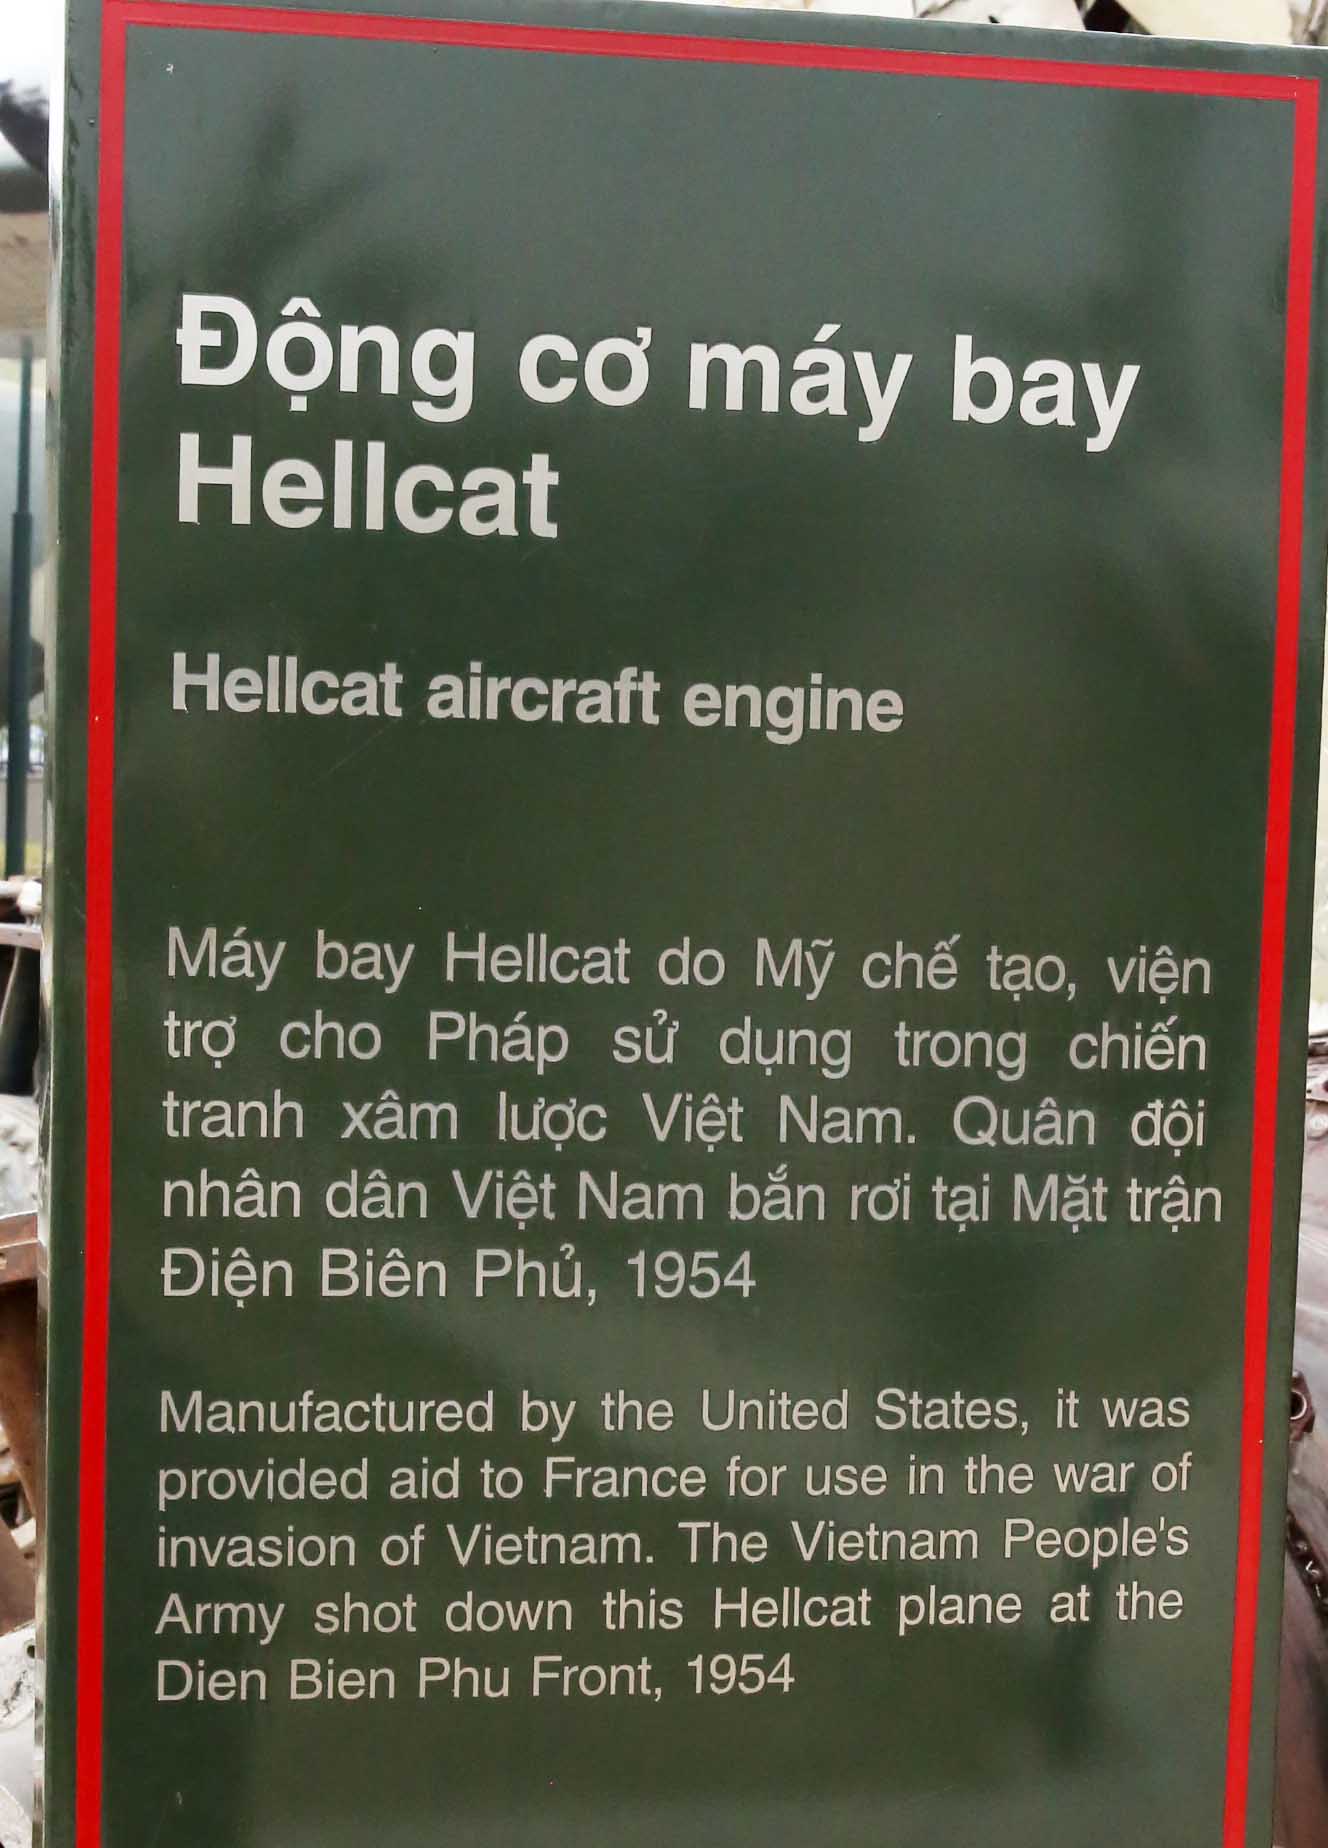 Động cơ máy bay
Hellcat
Hellcat aircraft engine
Máy bay Hellcat do Mỹ chế tạo, viện
trợ cho Pháp sử dụng trong chiến
tranh xâm lược Việt Nam. Quân đội
nhân dân Việt Nam bắn rơi tại Mặt trận
Điện Biên Phủ, 1954
Manufactured by the United States, it was
provided aid to France for use in the war of
invasion of Vietnam. The Vietnam People's
Army shot down this Hellcat plane at the
Dien Bien Phu Front, 1954